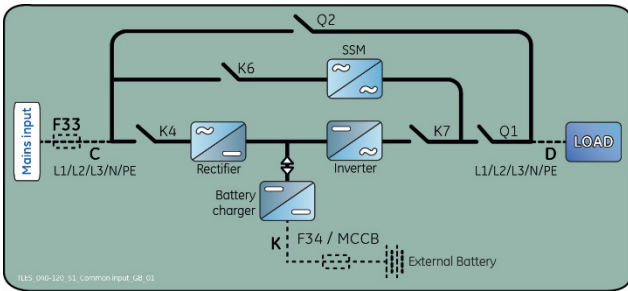 Q2
SSM
K6
Mains input
F33
C
L1/L2/L3/N/PE
K4
Rectifier
Inverter
K7
Q1
D
L1/L2/L3/N/PE
LOAD
Battery
charger
K
F34 / MCCB
External Battery
TLES_040-120_S1_Common input_GB_01